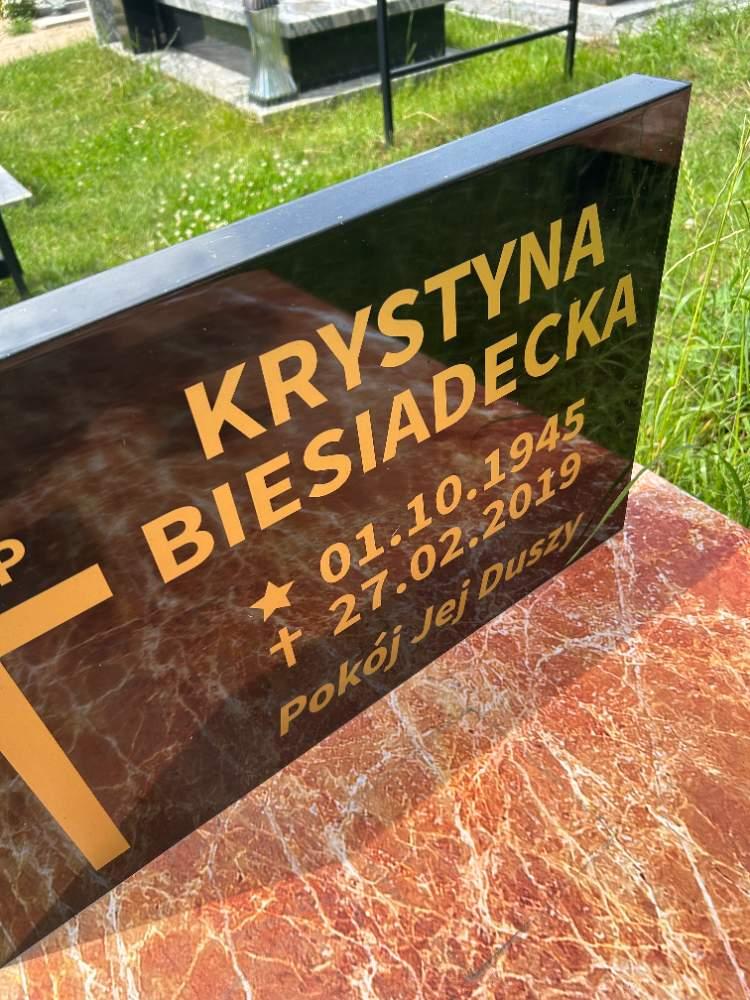 P
KRYSTYNA
BIESIADECKA
★ 01.10.1945
✝ 27.02.2019
Pokój Jej Duszy